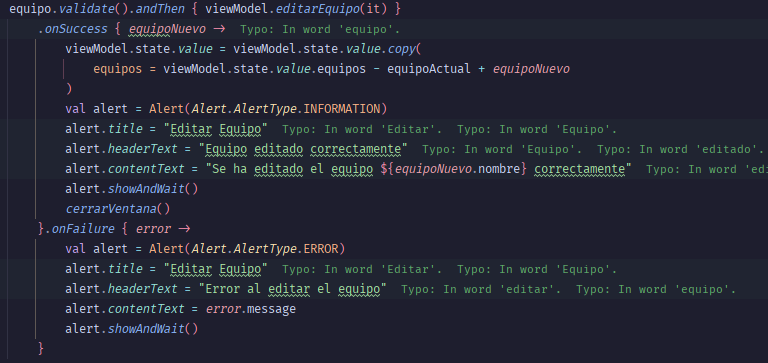 equipo.validate().andThen { viewModel.editarEquipo(it) }
.onSuccess { equipoNuevo → Typo: In word 'equipo'.
viewModel.state.value = viewModel.state.value.copy(
equipos = viewModel.state.value.equipos - equipoActual + equipoNuevo
)
val alert = Alert(Alert.AlertType.INFORMATION)
alert.title = "Editar Equipo" Typo: In word 'Editar'. Typo: In word 'Equipo'.
alert.headerText = "Equipo editado correctamente" Typo: In word 'Equipo'. Typo: In word 'editado'.
alert.contentText = "Se ha editado el equipo ${equipoNuevo.nombre} correctamente" Typo: In word 'edi
alert.showAndWait()
cerrarVentana()
}.onFailure { error →
val alert = Alert(Alert.AlertType.ERROR)
alert.title = "Editar Equipo" Typo: In word 'Editar'. Typo: In word 'Equipo'.
alert.headerText = "Error al editar el equipo" Typo: In word 'editar'. Typo: In word 'equipo'.
alert.contentText = error.message
alert.showAndWait()
}